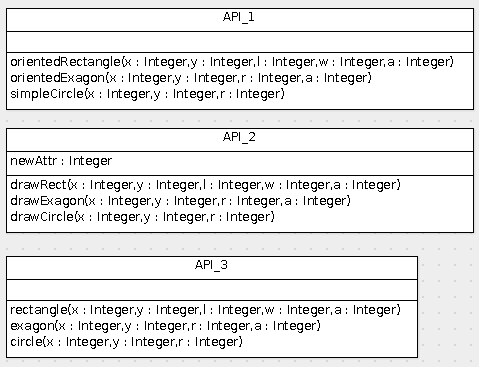 API_1
orientedRectangle(x : Integer,y : Integer,l : Integer,w : Integer,a : Integer)
orientedExagon(x : Integer,y : Integer,r : Integer,a : Integer)
simpleCircle(x : Integer,y : Integer,r : Integer)
API_2
newAttr : Integer
drawRect(x : Integer,y : Integer,l : Integer,w : Integer,a : Integer)
drawExagon(x : Integer,y : Integer,r : Integer,a : Integer)
drawCircle(x : Integer,y : Integer,r : Integer)
API_3
rectangle(x : Integer,y : Integer,l : Integer,w : Integer,a : Integer)
exagon(x : Integer,y : Integer,r : Integer,a : Integer)
circle(x : Integer,y : Integer,r : Integer)